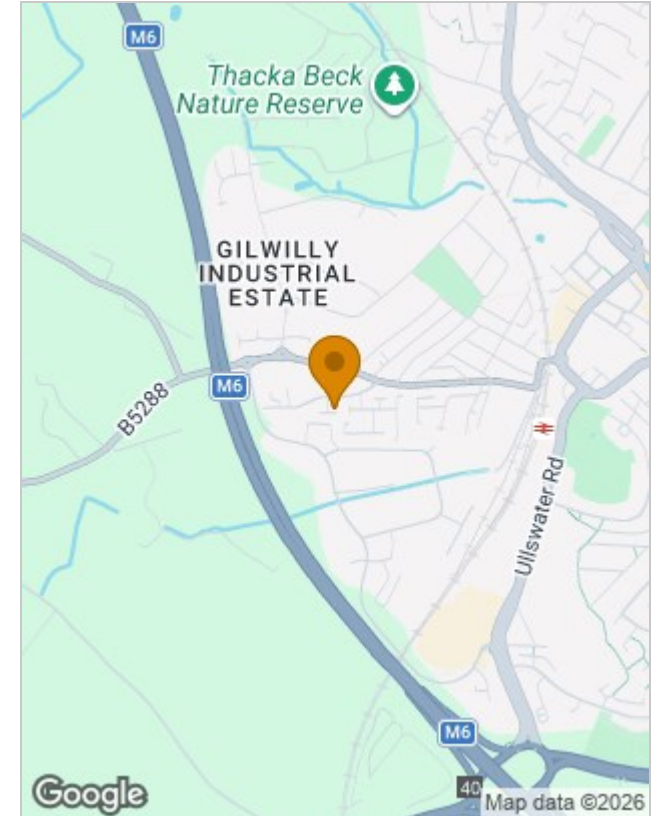 M6
Thacka Beck
Nature Reserve
GILWILLY
INDUSTRIAL
ESTATE
M6
B5288
Ullswater Rd
M6
40
Google
Map data ©2026